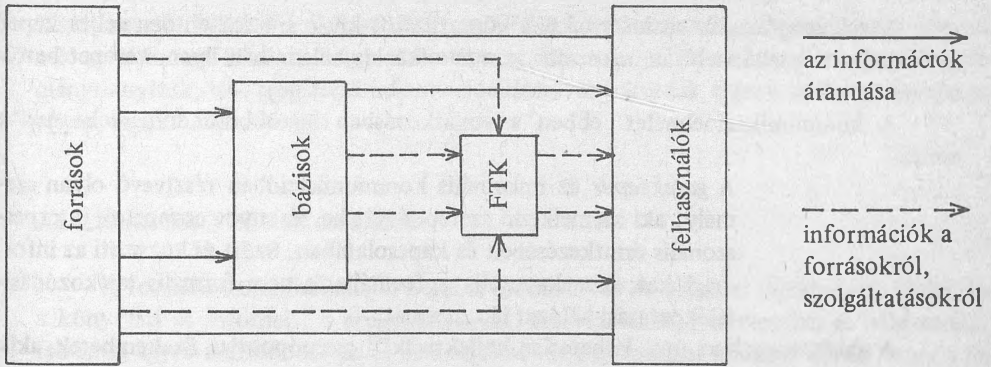 források
bázisok
FTK
felhasználók
az információk
áramlása
információk a
forrásokról,
szolgáltatásokról